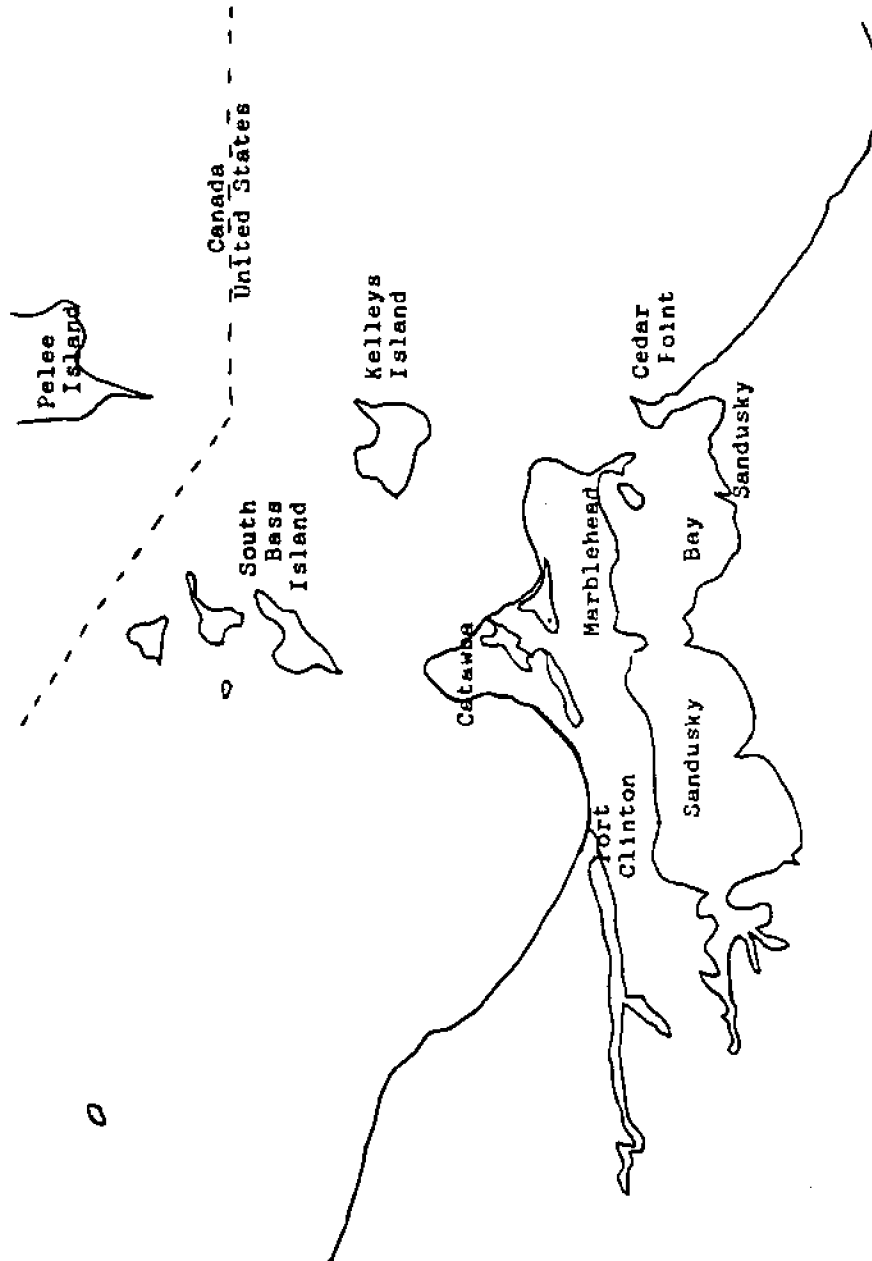 Pelee
Island
Canada
United States
South
Bass
Island
Kelleys
Island
Catawba
Marblehead
Cedar
Point
Port
Clinton
Sandusky
Bay
Sandusky